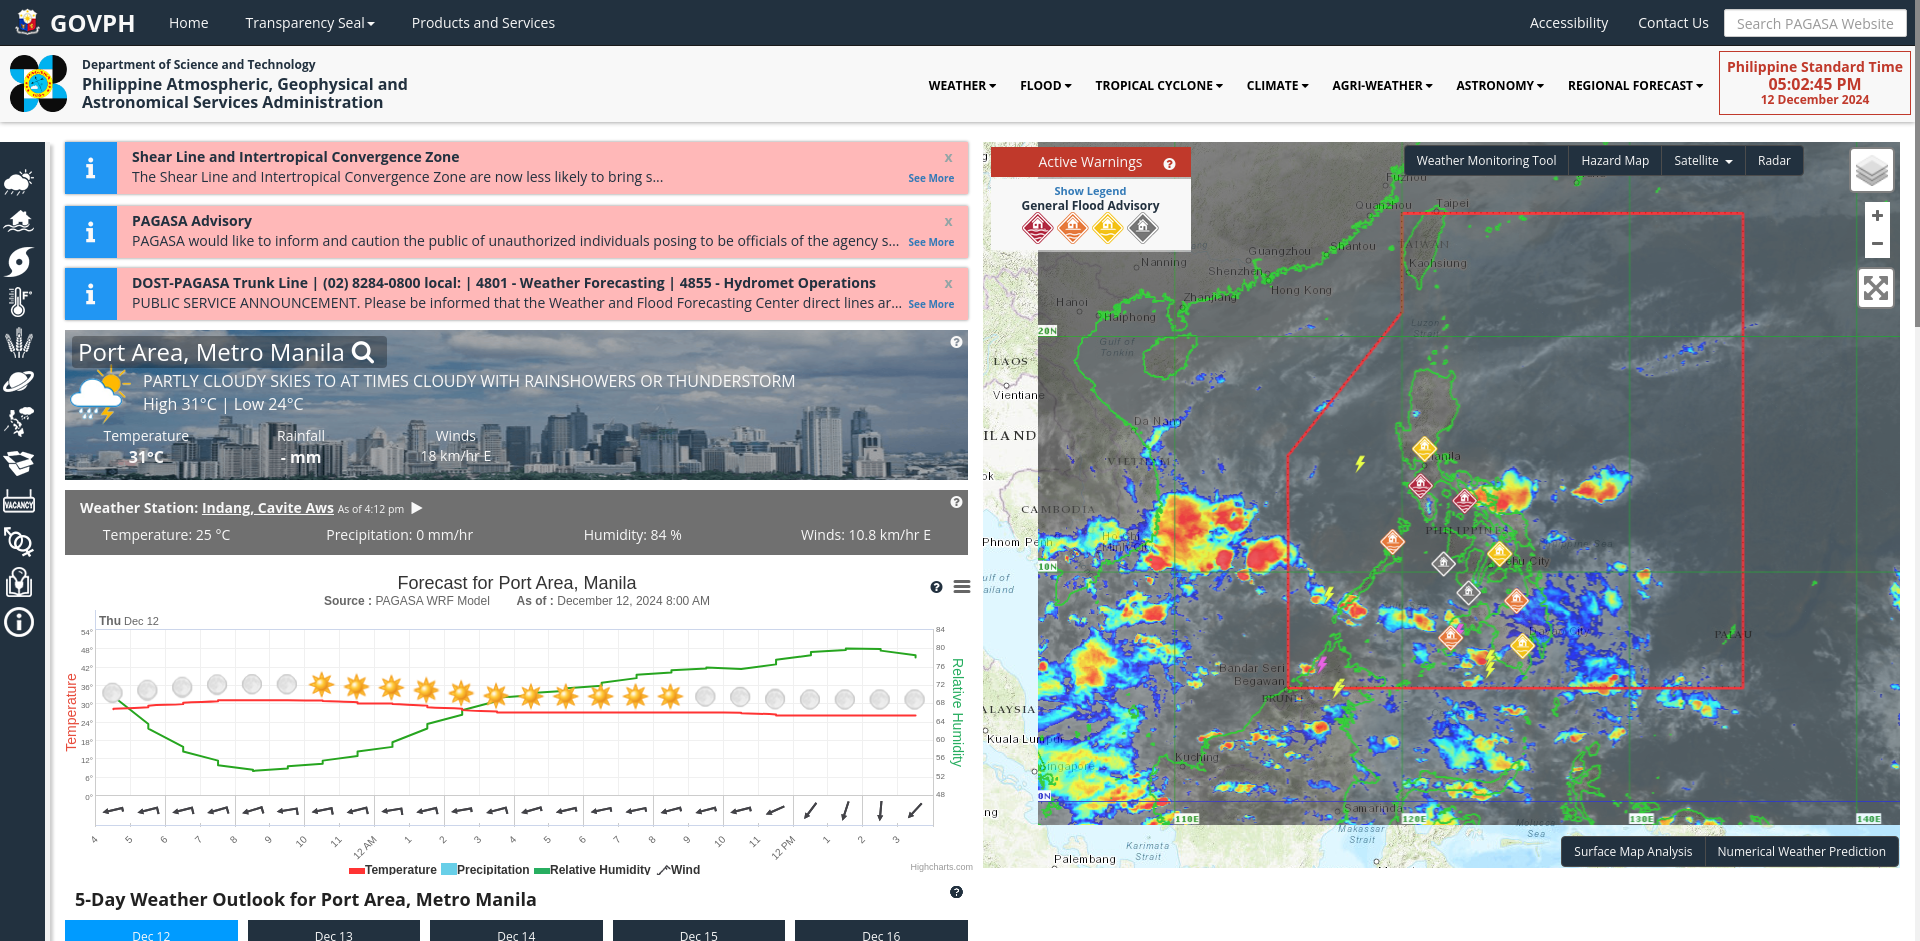 GOVPH
Home
Transparency Seal
Products and Services
Accessibility
Contact Us
Search PAGASA Website
Department of Science and Technology
Philippine Atmospheric, Geophysical and
Astronomical Services Administration
WEATHER
FLOOD
TROPICAL CYCLONE
CLIMATE
AGRI-WEATHER
ASTRONOMY
REGIONAL FORECAST
Philippine Standard Time
05:02:45 PM
12 December 2024
Shear Line and Intertropical Convergence Zone
x
The Shear Line and Intertropical Convergence Zone are now less likely to bring s...
See More
PAGASA Advisory
x
PAGASA would like to inform and caution the public of unauthorized individuals posing to be officials of the agency s...
See More
DOST-PAGASA Trunk Line | (02) 8284-0800 local: | 4801 - Weather Forecasting | 4855 - Hydromet Operations
x
PUBLIC SERVICE ANNOUNCEMENT. Please be informed that the Weather and Flood Forecasting Center direct lines ar...
See More
Port Area, Metro Manila
PARTLY CLOUDY SKIES TO AT TIMES CLOUDY WITH RAINSHOWERS OR THUNDERSTORM
High 31°C | Low 24°C
Temperature
Rainfall
Winds
31°C
- mm
18 km/hr E
Weather Station: Indang, Cavite Aws As of 4:12 pm
Temperature: 25 °C
Precipitation: 0 mm/hr
Humidity: 84 %
Winds: 10.8 km/hr E
VACANCY
Forecast for Port Area, Manila
Source : PAGASA WRF Model
As of : December 12, 2024 8:00 AM
Thu Dec 12
54°
48°
42°
36°
30°
24°
18°
12°
6°
0°
Temperature
84
80
76
72
68
64
60
56
52
48
Relative Humidity
4
5
6
7
8
9
10
11
12 AM
1
2
3
4
5
6
7
8
9
10
11
12 PM
1
2
3
Temperature
Precipitation
Relative Humidity
Wind
Highcharts.com
5-Day Weather Outlook for Port Area, Metro Manila
Dec 12
Dec 13
Dec 14
Dec 15
Dec 16
Active Warnings
Show Legend
General Flood Advisory
Weather Monitoring Tool
Hazard Map
Satellite
Radar
+
−
Fuzhou
Quanzhou
Taipei
Guangzhou
Shantou
TAIWAN
Nanning
Shenzhen
Kaohsiung
Hanoi
Zhanjiang
Hong Kong
Haiphong
20N
Luzon
Gulf of
Tonkin
LAOS
Vientiane
Da Nang
ILAND
VIETNAM
CAMBODIA
Phnom Penh
PHILIPPINES
10N
PALAU
Bandar Seri
Begawan
BRUNEI
ALAYSIA
Kuala Lumpur
Kuching
Singapore
0N
Samarinda
110E
120E
130E
140E
Makassar
Strait
Molucca
Sea
Karimata
Strait
Palembang
Surface Map Analysis
Numerical Weather Prediction